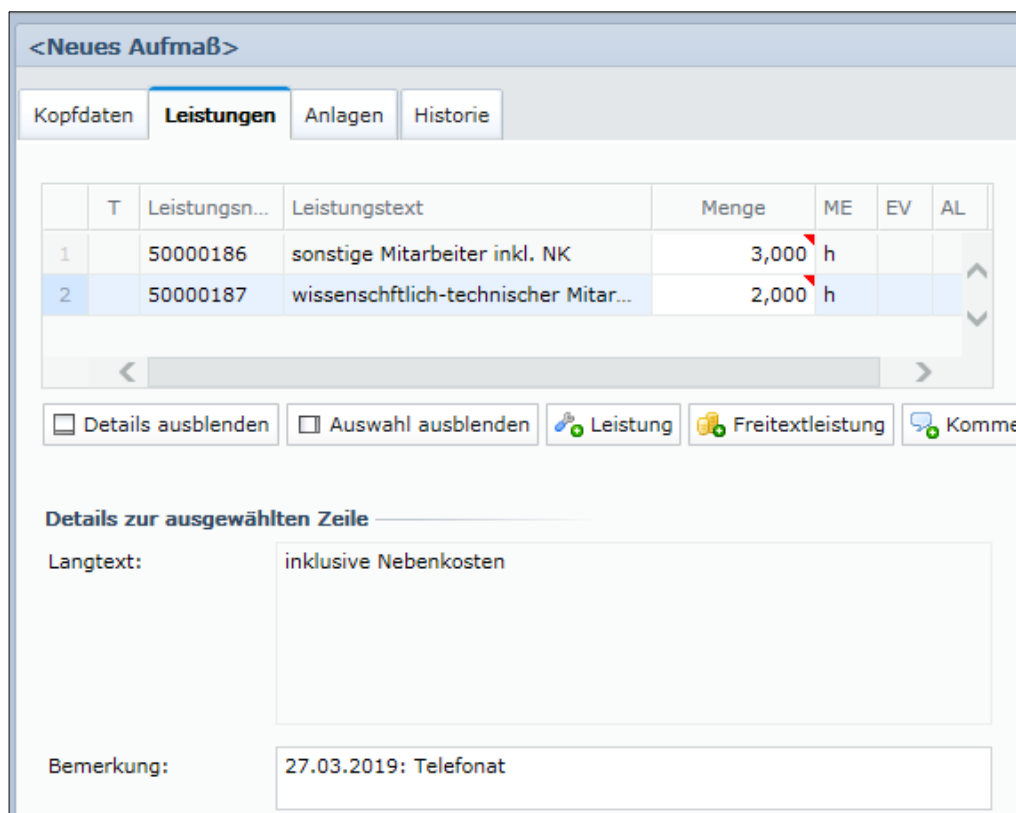 <Neues Aufmaß>
Kopfdaten Leistungen Anlagen Historie
T Leistungsn... Leistungstext Menge ME EV AL
1 50000186 sonstige Mitarbeiter inkl. NK 3,000 h
2 50000187 wissenschftlich-technischer Mitar... 2,000 h
Details ausblenden Auswahl ausblenden Leistung Freitextleistung Komme
Details zur ausgewählten Zeile
Langtext: inklusive Nebenkosten
Bemerkung: 27.03.2019: Telefonat